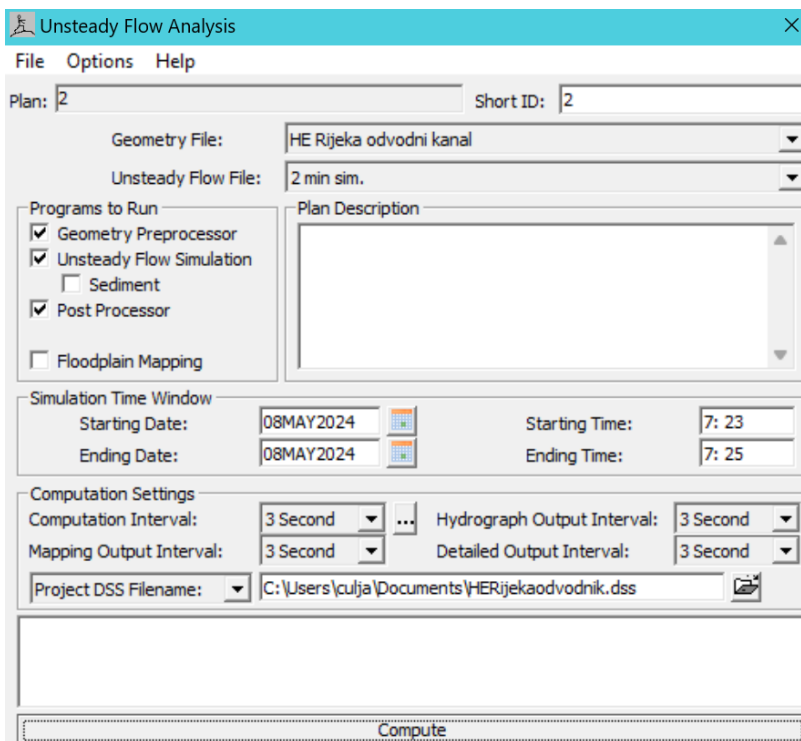 Unsteady Flow Analysis
File Options Help
Plan: 2 Short ID: 2
Geometry File: HE Rijeka odvodni kanal
Unsteady Flow File: 2 min sim.
Programs to Run
Geometry Preprocessor
Unsteady Flow Simulation
Sediment
Post Processor
Floodplain Mapping
Plan Description
Simulation Time Window
Starting Date: 08MAY2024 Starting Time: 7: 23
Ending Date: 08MAY2024 Ending Time: 7: 25
Computation Settings
Computation Interval: 3 Second ... Hydrograph Output Interval: 3 Second
Mapping Output Interval: 3 Second Detailed Output Interval: 3 Second
Project DSS Filename: C:\Users\culja\Documents\HERijekaodvodnik.dss
Compute